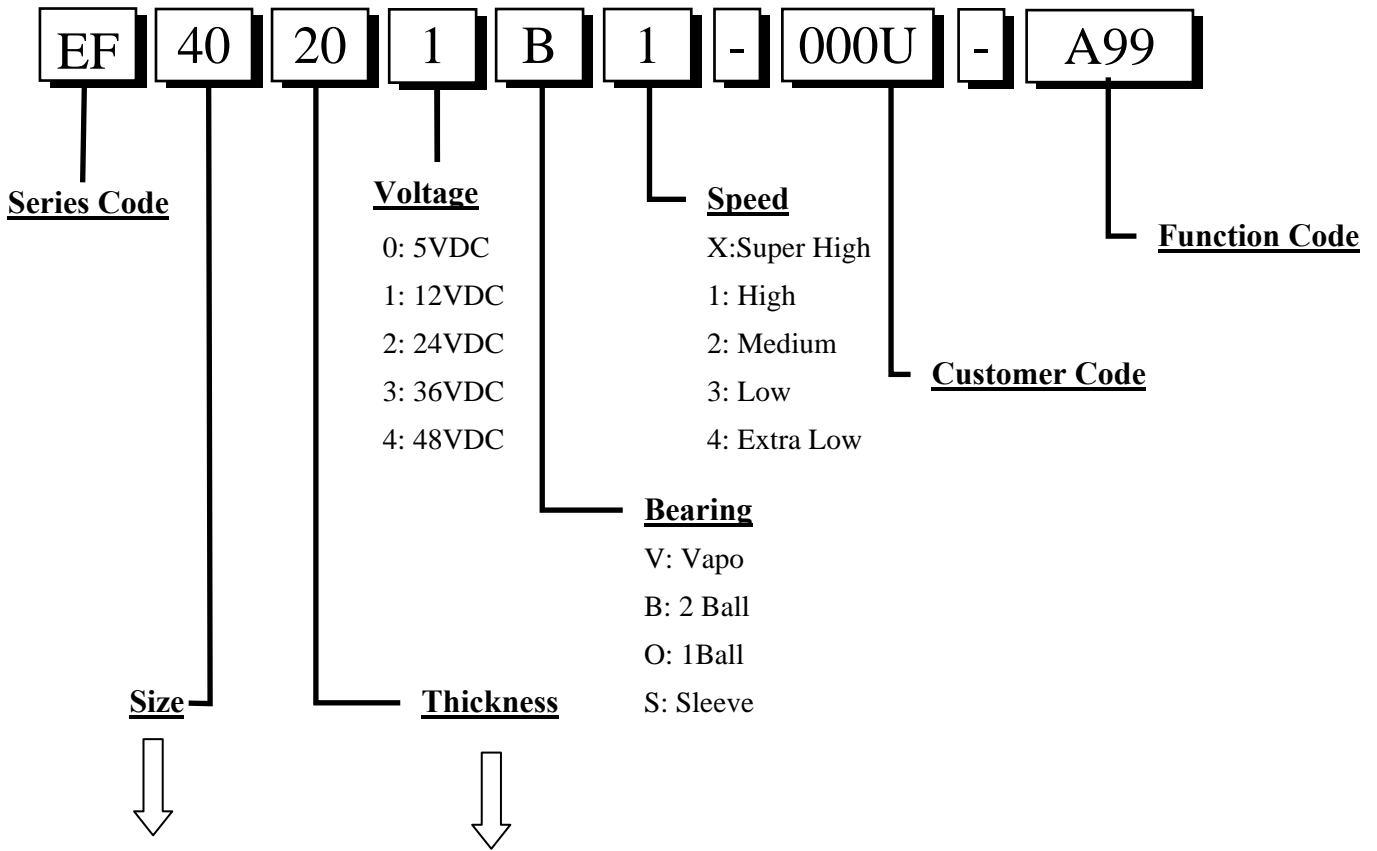 EF 40 20 1 B 1 - 000U - A99
Series Code
Voltage
0: 5VDC
1: 12VDC
2: 24VDC
3: 36VDC
4: 48VDC
Speed
X:Super High
1: High
2: Medium
3: Low
4: Extra Low
Function Code
Customer Code
Bearing
V: Vapo
B: 2 Ball
O: 1Ball
S: Sleeve
Size
Thickness